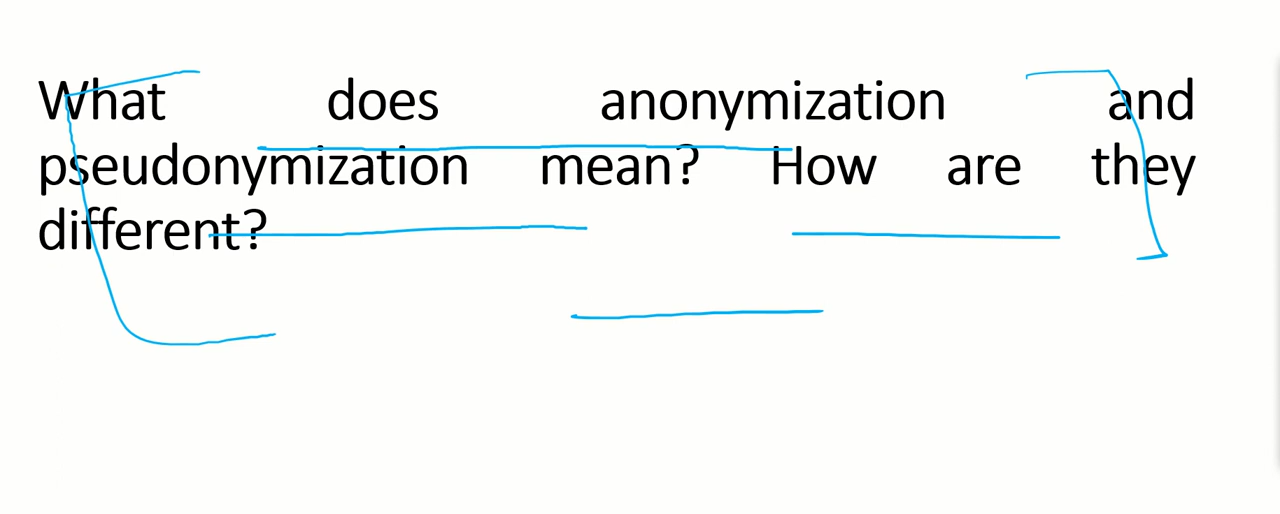 What does anonymization and
pseudonymization mean? How are they
different?